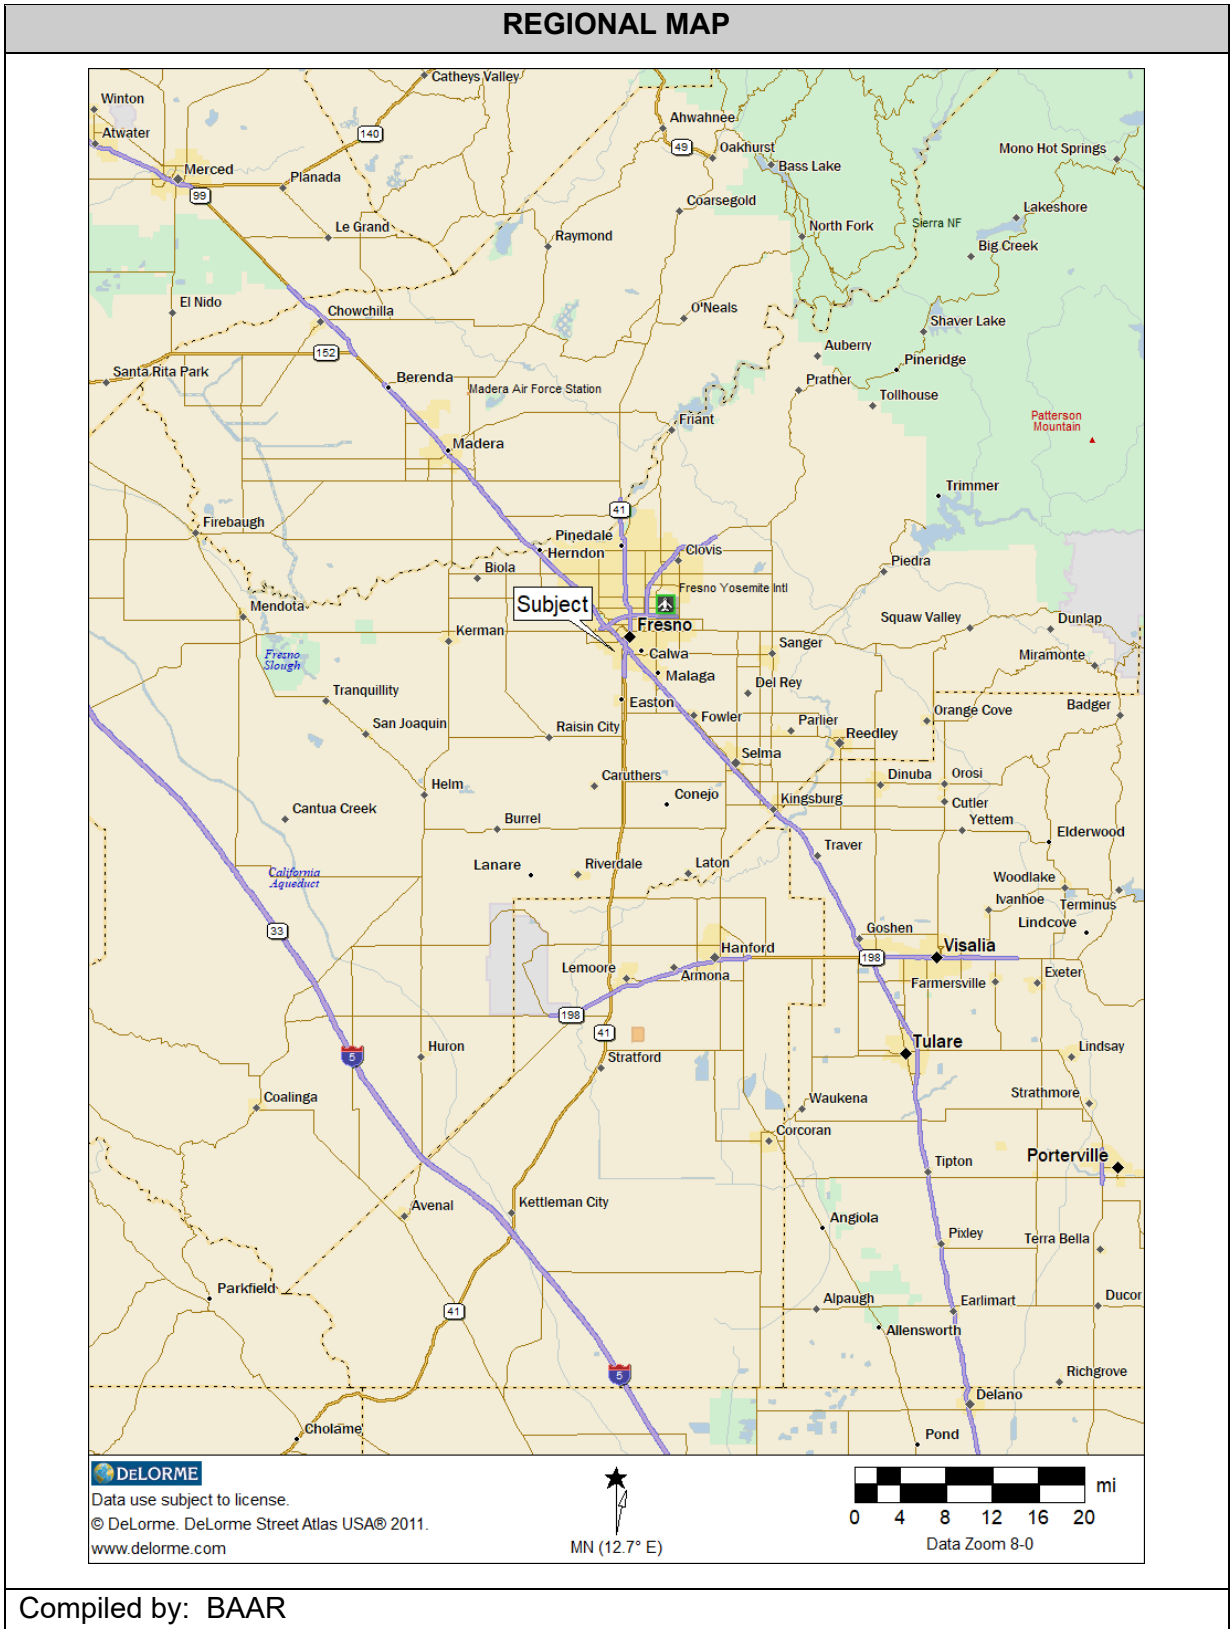 REGIONAL MAP
Catheys Valley
Winton
Atwater
140
Ahwahnee
49
Oakhurst
Mono Hot Springs
Bass Lake
Merced
Planada
99
Coarsegold
Lakeshore
Le Grand
Raymond
North Fork
Sierra NF
Big Creek
El Nido
Chowchilla
O'Neals
Shaver Lake
152
Auberry
Pineridge
Santa Rita Park
Berenda
Madera Air Force Station
Prather
Tollhouse
Friant
Patterson
Mountain
Madera
Trimmer
41
Firebaugh
Pinedale
Herndon
Clovis
Biola
Piedra
Fresno Yosemite Intl
Mendota
Subject
Fresno
Squaw Valley
Dunlap
Kerman
Calwa
Sanger
Miramonte
Fresno
Slough
Malaga
Del Rey
Tranquillity
Easton
Orange Cove
Badger
San Joaquin
Raisin City
Fowler
Parlier
Reedley
Selma
Caruthers
Dinuba
Orosi
Helm
Conejo
Kingsburg
Cutler
Cantua Creek
Burrel
Yettem
Elderwood
Traver
Lanare
Riverdale
Laton
California
Aqueduct
Woodlake
Ivanhoe
Terminus
Lindcove
33
Goshen
Hanford
Visalia
198
Lemoore
Armona
Exeter
Farmersville
198
41
Tulare
5
Huron
Stratford
Lindsay
Coalinga
Waukena
Strathmore
Corcoran
Tipton
Porterville
Avenal
Kettleman City
Angiola
Pixley
Terra Bella
Parkfield
41
Alpaugh
Earlimart
Ducor
Allensworth
5
Richgrove
Delano
Cholame
Pond
DELORME
Data use subject to license.
© DeLorme. DeLorme Street Atlas USA® 2011.
www.delorme.com
MN (12.7° E)
mi
0 4 8 12 16 20
Data Zoom 8-0
Compiled by: BAAR